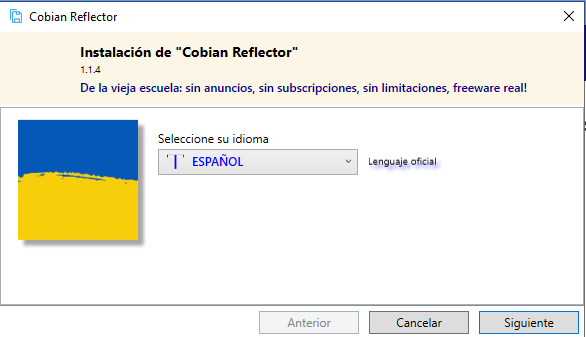 Cobian Reflector
Instalación de "Cobian Reflector"
1.1.4
De la vieja escuela: sin anuncios, sin subscripciones, sin limitaciones, freeware real!
Seleccione su idioma
ESPAÑOL
Lenguaje oficial
Anterior
Cancelar
Siguiente